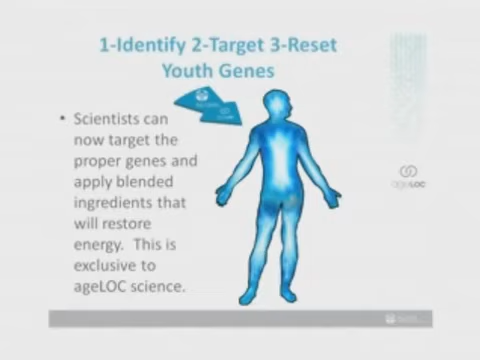 1-Identify 2-Target 3-Reset
Youth Genes
• Scientists can
now target the
proper genes and
apply blended
ingredients that
will restore
energy. This is
exclusive to
ageLOC science.
ageLOC